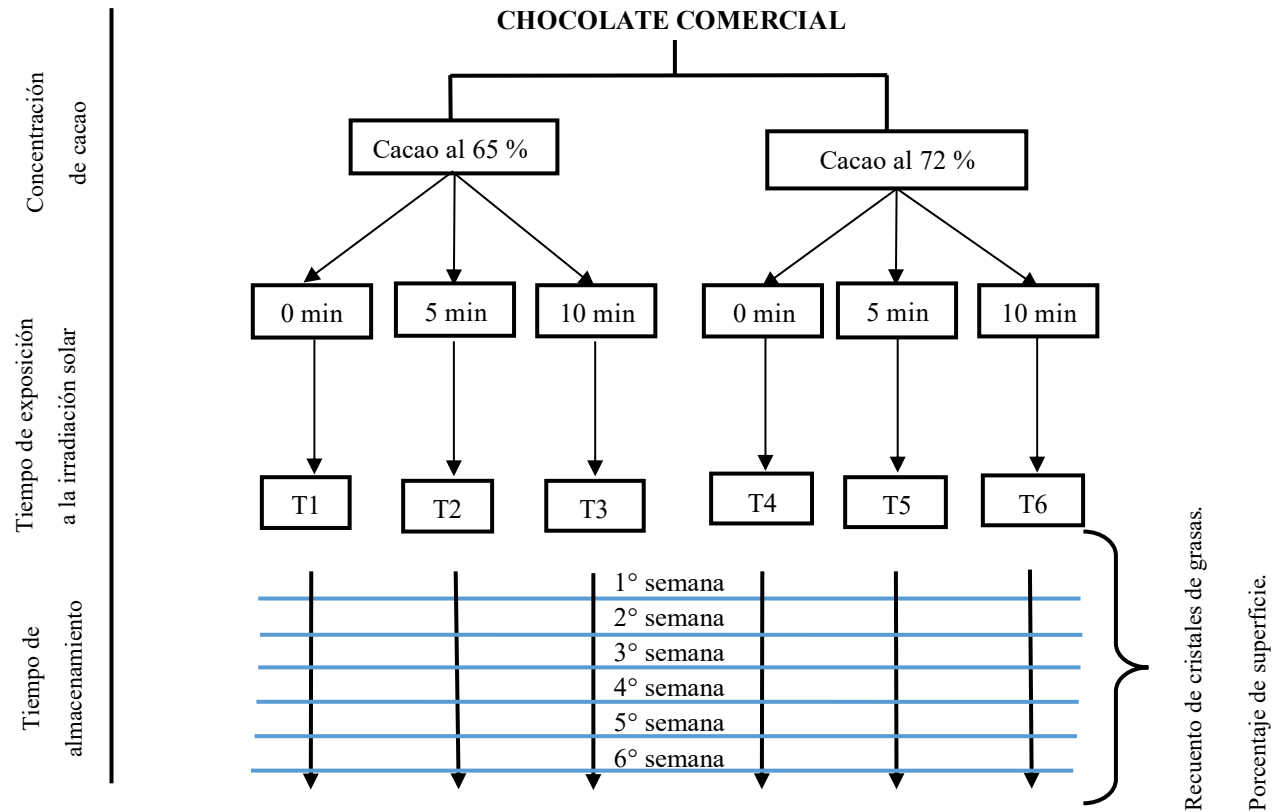 CHOCOLATE COMERCIAL
Concentración
de cacao
Cacao al 65 %
Cacao al 72 %
Tiempo de exposición
a la irradiación solar
0 min
5 min
10 min
0 min
5 min
10 min
T1
T2
T3
T4
T5
T6
Tiempo de
almacenamiento
1° semana
2° semana
3° semana
4° semana
5° semana
6° semana
Recuento de cristales de grasas.
Porcentaje de superficie.